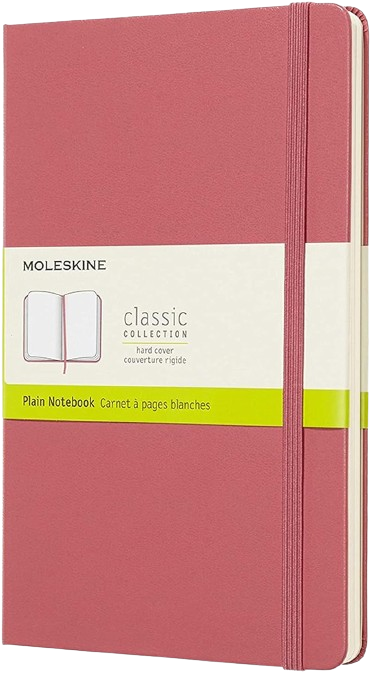 MOLESKINE
classic
COLLECTION
hard cover
couverture rigide
Plain Notebook Carnet à pages blanches